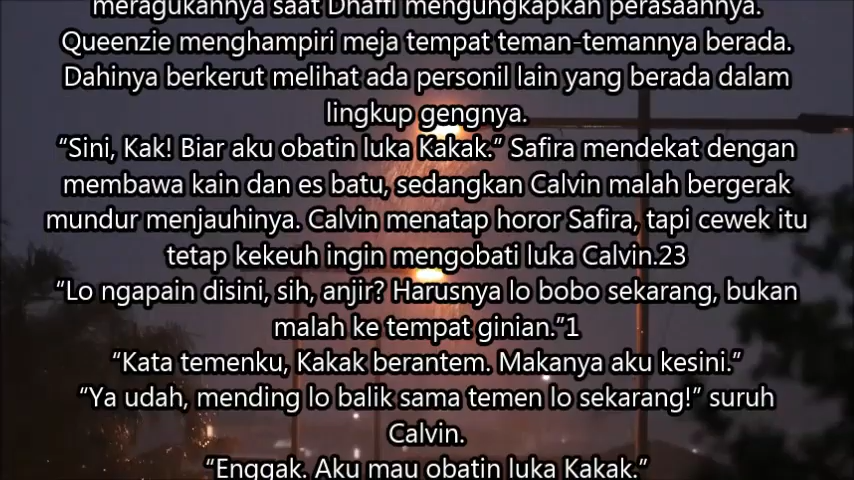 meragukannya saat Dhaffi mengungkapkan perasaannya.
Queenzie menghampiri meja tempat teman-temannya berada.
Dahinya berkerut melihat ada personil lain yang berada dalam
lingkup gengnya.
“Sini, Kak! Biar aku obatin luka Kakak.” Safira mendekat dengan
membawa kain dan es batu, sedangkan Calvin malah bergerak
mundur menjauhinya. Calvin menatap horor Safira, tapi cewek itu
tetap kekeuh ingin mengobati luka Calvin.23
“Lo ngapain disini, sih, anjir? Harusnya lo bobo sekarang, bukan
malah ke tempat ginian.”1
“Kata temenku, Kakak berantem. Makanya aku kesini.”
“Ya udah, mending lo balik sama temen lo sekarang!” suruh
Calvin.
“Enggak. Aku mau obatin luka Kakak.”